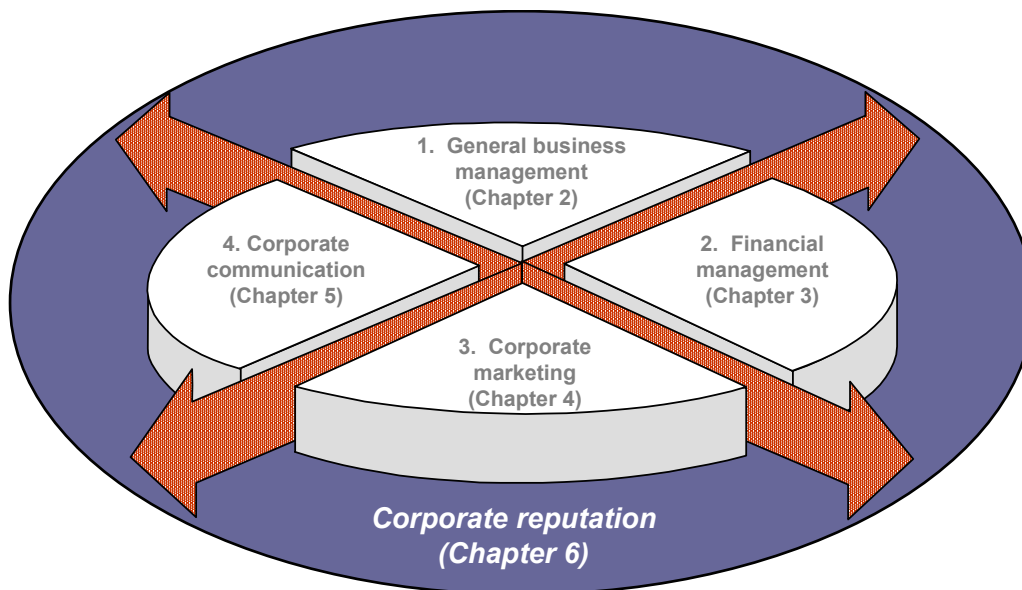 1. General business
management
(Chapter 2)
4. Corporate
communication
(Chapter 5)
2. Financial
management
(Chapter 3)
3. Corporate
marketing
(Chapter 4)
Corporate reputation
(Chapter 6)